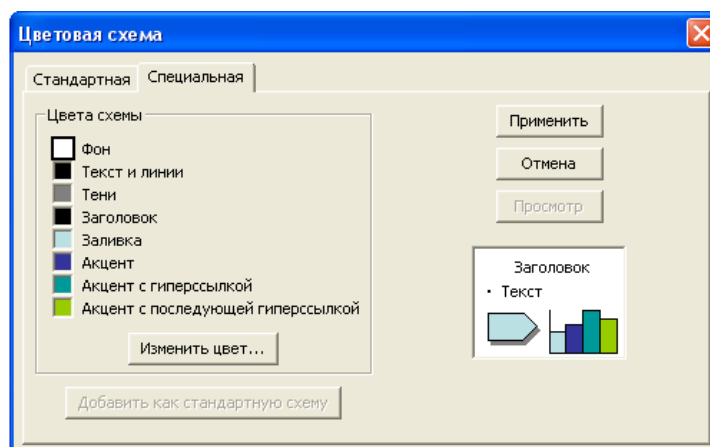 Цветовая схема
Стандартная
Специальная
Цвета схемы
Фон
Текст и линии
Тени
Заголовок
Заливка
Акцент
Акцент с гиперссылкой
Акцент с последующей гиперссылкой
Изменить цвет...
Добавить как стандартную схему
Применить
Отмена
Просмотр
Заголовок
· Текст